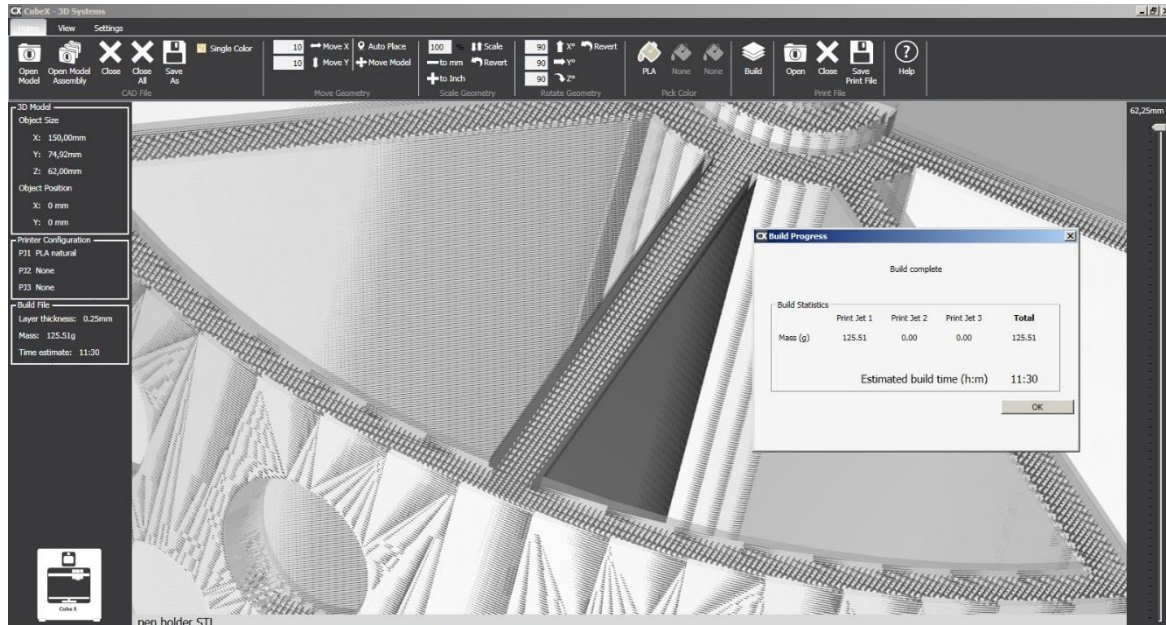 CX CubeX - 3D Systems
View Settings
Open Model
Open Model Assembly
Close
Close All
Save As
Single Color
CAD File
10 Move X
10 Move Y
Auto Place
Move Model
Move Geometry
100 % Scale
to mm Revert
to Inch
Scale Geometry
90 X° Revert
90 Y°
90 Z°
Rotate Geometry
PLA None None
Pick Color
Build
Open Close Save Print File
Print File
Help
3D Model
Object Size
X: 150,00mm
Y: 74,92mm
Z: 62,00mm
Object Position
X: 0 mm
Y: 0 mm
Printer Configuration
PJ1 PLA natural
PJ2 None
PJ3 None
Build File
Layer thickness: 0.25mm
Mass: 125.51g
Time estimate: 11:30
Cube X
62,25mm
CX Build Progress
Build complete
Build Statistics
Print Jet 1 Print Jet 2 Print Jet 3 Total
Mass (g) 125.51 0.00 0.00 125.51
Estimated build time (h:m) 11:30
OK
pen holder STL